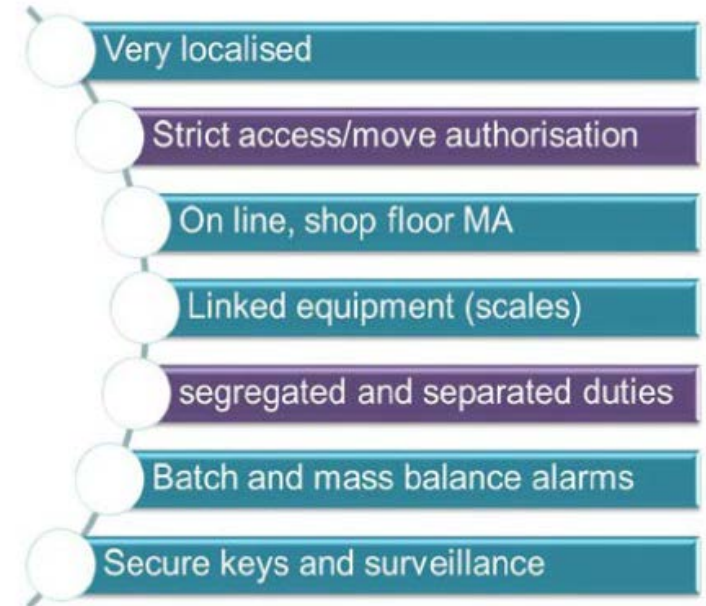 Very localised
Strict access/move authorisation
On line, shop floor MA
Linked equipment (scales)
segregated and separated duties
Batch and mass balance alarms
Secure keys and surveillance